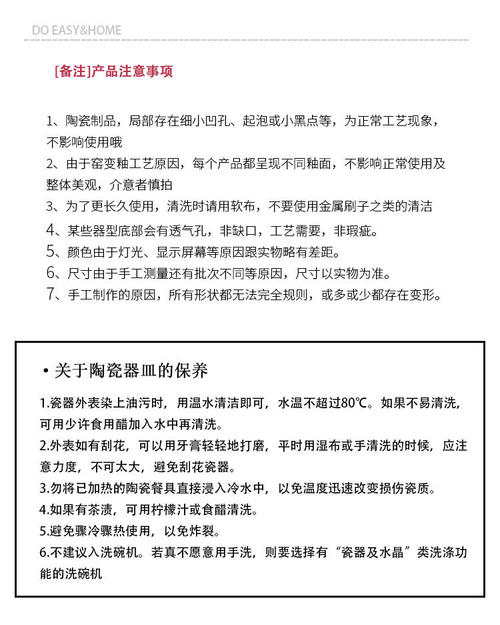 DO EASY&HOME
[备注]产品注意事项
1、陶瓷制品，局部存在细小凹孔、起泡或小黑点等，为正常工艺现象，
不影响使用哦
2、由于窑变釉工艺原因，每个产品都呈现不同釉面，不影响正常使用及
整体美观，介意者慎拍
3、为了更长久使用，清洗时请用软布，不要使用金属刷子之类的清洁
4、某些器型底部会有透气孔，非缺口，工艺需要，非瑕疵。
5、颜色由于灯光、显示屏幕等原因跟实物略有差距。
6、尺寸由于手工测量还有批次不同等原因，尺寸以实物为准。
7、手工制作的原因，所有形状都无法完全规则，或多或少都存在变形。
·关于陶瓷器皿的保养
1.瓷器外表染上油污时，用温水清洁即可，水温不超过80℃。如果不易清洗，
可用少许食用醋加入水中再清洗。
2.外表如有刮花，可以用牙膏轻轻地打磨，平时用湿布或手清洗的时候，应注
意力度，不可太大，避免刮花瓷器。
3.勿将已加热的陶瓷餐具直接浸入冷水中，以免温度迅速改变损伤瓷质。
4.如果有茶渍，可用柠檬汁或食醋清洗。
5.避免骤冷骤热使用，以免炸裂。
6.不建议入洗碗机。若真不愿意用手洗，则要选择有“瓷器及水晶”类洗涤功
能的洗碗机